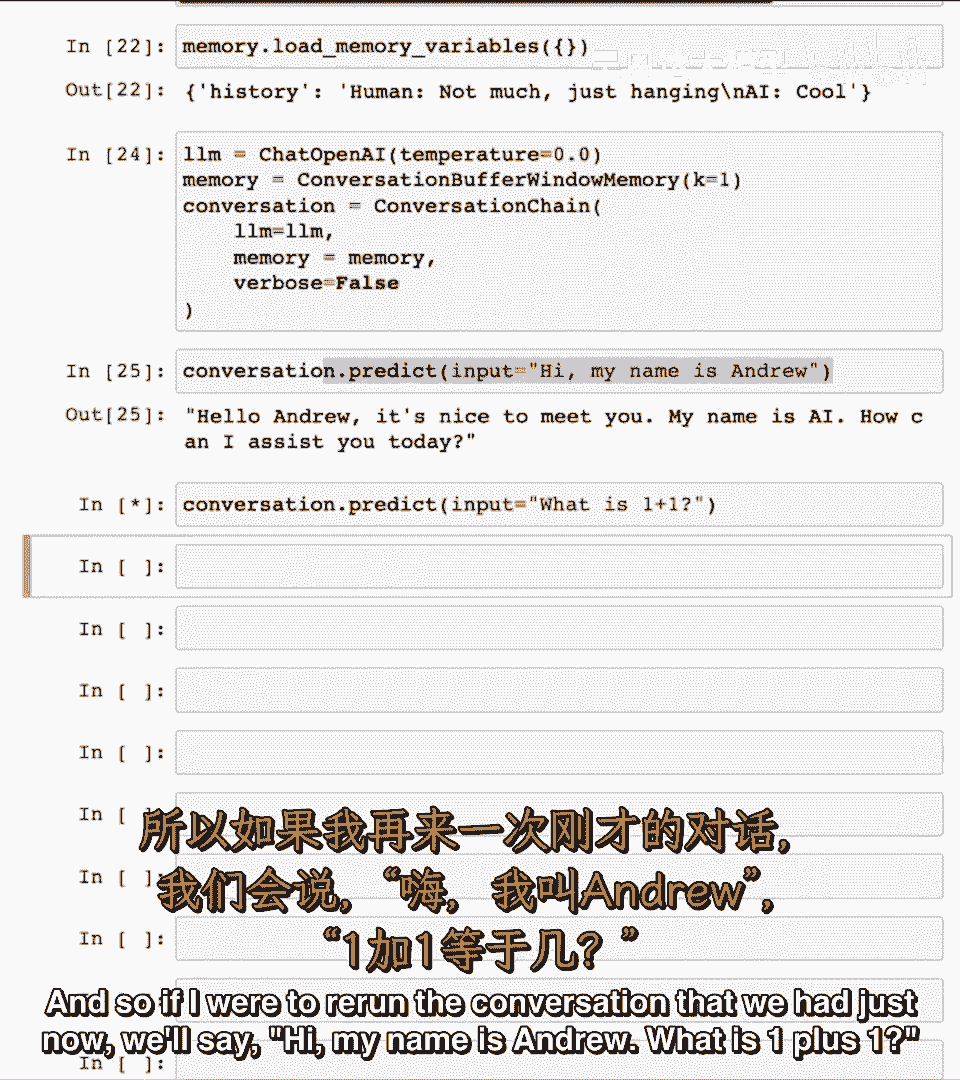 In [22]: memory.load_memory_variables({})
Out[22]: {'history': 'Human: Not much, just hanging\nAI: Cool'}
In [24]: llm = ChatOpenAI(temperature=0.0)
memory = ConversationBufferWindowMemory(k=1)
conversation = ConversationChain(
    llm=llm,
    memory = memory,
    verbose=False
)
In [25]: conversation.predict(input="Hi, my name is Andrew")
Out[25]: "Hello Andrew, it's nice to meet you. My name is AI. How c
an I assist you today?"
In [*]: conversation.predict(input="What is 1+1?")
In [ ]:
In [ ]:
In [ ]:
In [ ]:
In [
所以如果我再来一次刚才的对话,
In [ ]:
我们会说,“嗨, 我叫Andrew”,
In [ ]:
“1加1等于几?”
In [ ]:
And so if I were to rerun the conversation that we had just
now, we'll say, "Hi, my name is Andrew. What is 1 plus 1?"
In [ ]: